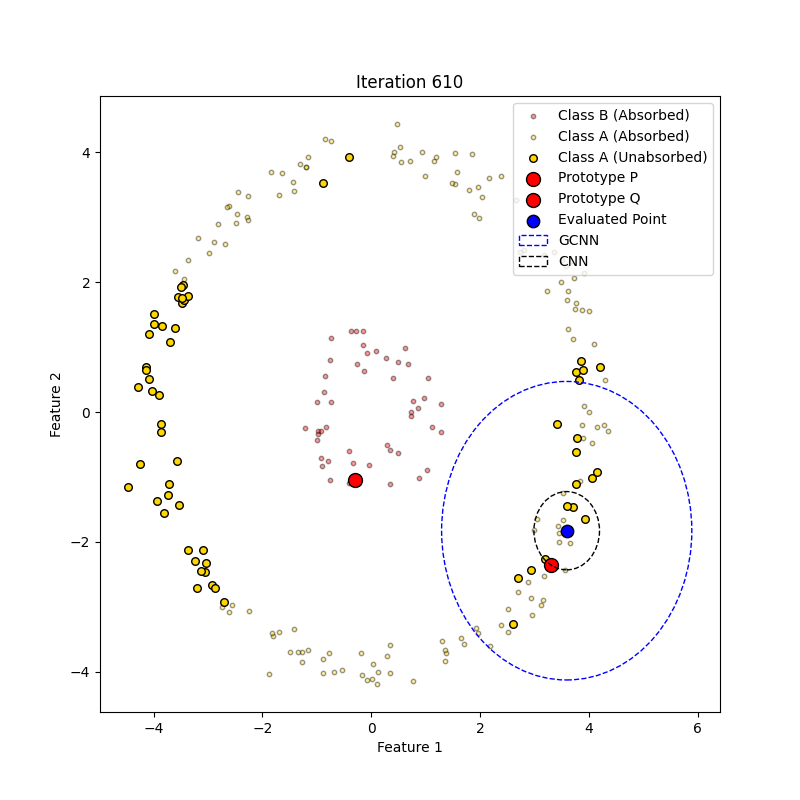 Iteration 610
Class B (Absorbed)
Class A (Absorbed)
Class A (Unabsorbed)
Prototype P
Prototype Q
Evaluated Point
GCNN
CNN
Feature 2
4
2
0
−2
−4
−4
−2
0
2
4
6
Feature 1